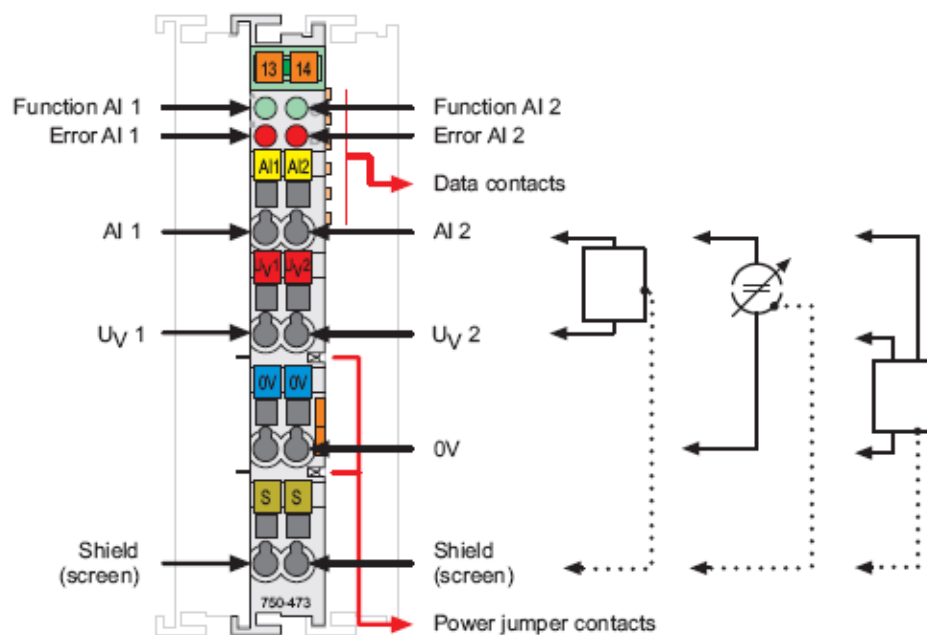 13 14
Function AI 1
Function AI 2
Error AI 1
Error AI 2
AI1 AI2
Data contacts
AI 1
AI 2
UV1 UV2
UV 1
UV 2
0V 0V
0V
S S
Shield
(screen)
Shield
(screen)
750-473
Power jumper contacts